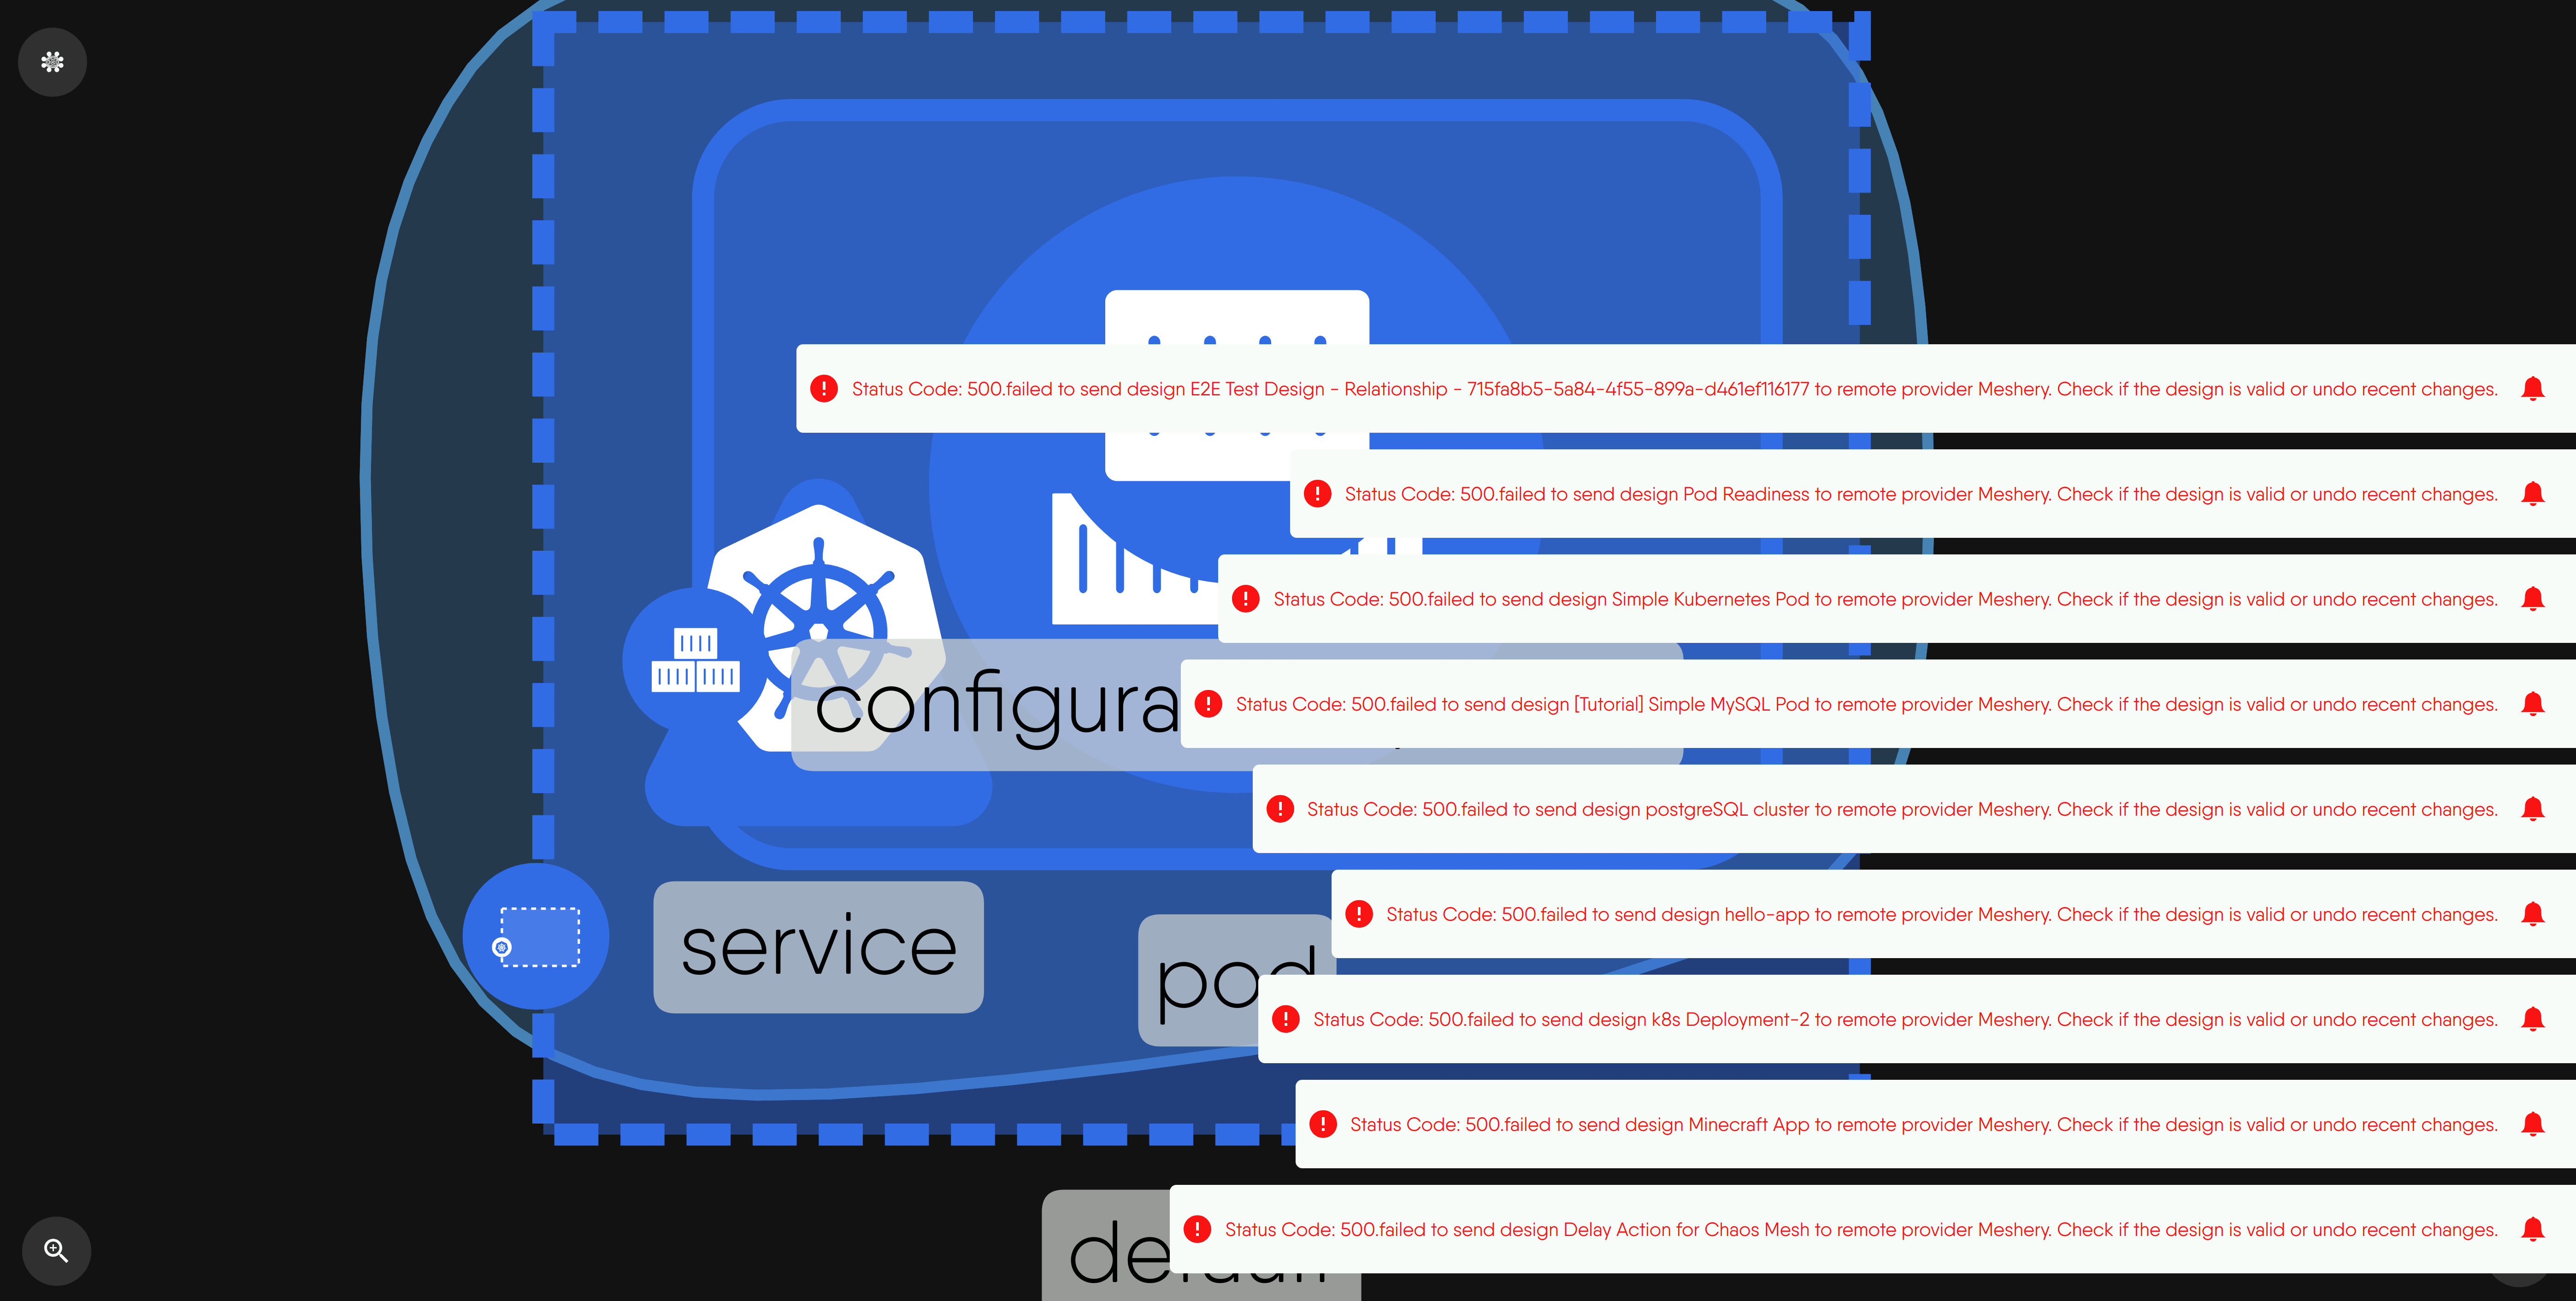 Status Code: 500.failed to send design E2E Test Design - Relationship - 715fa8b5-5a84-4f55-899a-d461ef116177 to remote provider Meshery. Check if the design is valid or undo recent changes.
Status Code: 500.failed to send design Pod Readiness to remote provider Meshery. Check if the design is valid or undo recent changes.
Status Code: 500.failed to send design Simple Kubernetes Pod to remote provider Meshery. Check if the design is valid or undo recent changes.
configura
Status Code: 500.failed to send design [Tutorial] Simple MySQL Pod to remote provider Meshery. Check if the design is valid or undo recent changes.
Status Code: 500.failed to send design postgreSQL cluster to remote provider Meshery. Check if the design is valid or undo recent changes.
Status Code: 500.failed to send design hello-app to remote provider Meshery. Check if the design is valid or undo recent changes.
service
pod
Status Code: 500.failed to send design k8s Deployment-2 to remote provider Meshery. Check if the design is valid or undo recent changes.
Status Code: 500.failed to send design Minecraft App to remote provider Meshery. Check if the design is valid or undo recent changes.
Status Code: 500.failed to send design Delay Action for Chaos Mesh to remote provider Meshery. Check if the design is valid or undo recent changes.
default